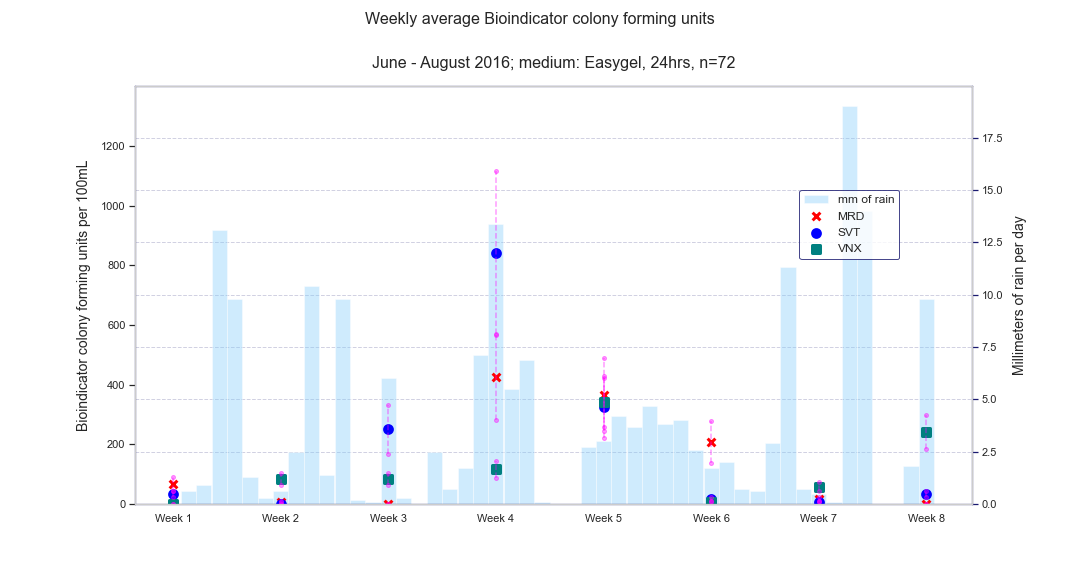 Weekly average Bioindicator colony forming units
June - August 2016; medium: Easygel, 24hrs, n=72
Bioindicator colony forming units per 100mL
1200
1000
800
600
400
200
0
17.5
15.0
12.5
10.0
7.5
5.0
2.5
0.0
Millimeters of rain per day
mm of rain
MRD
SVT
VNX
Week 1
Week 2
Week 3
Week 4
Week 5
Week 6
Week 7
Week 8